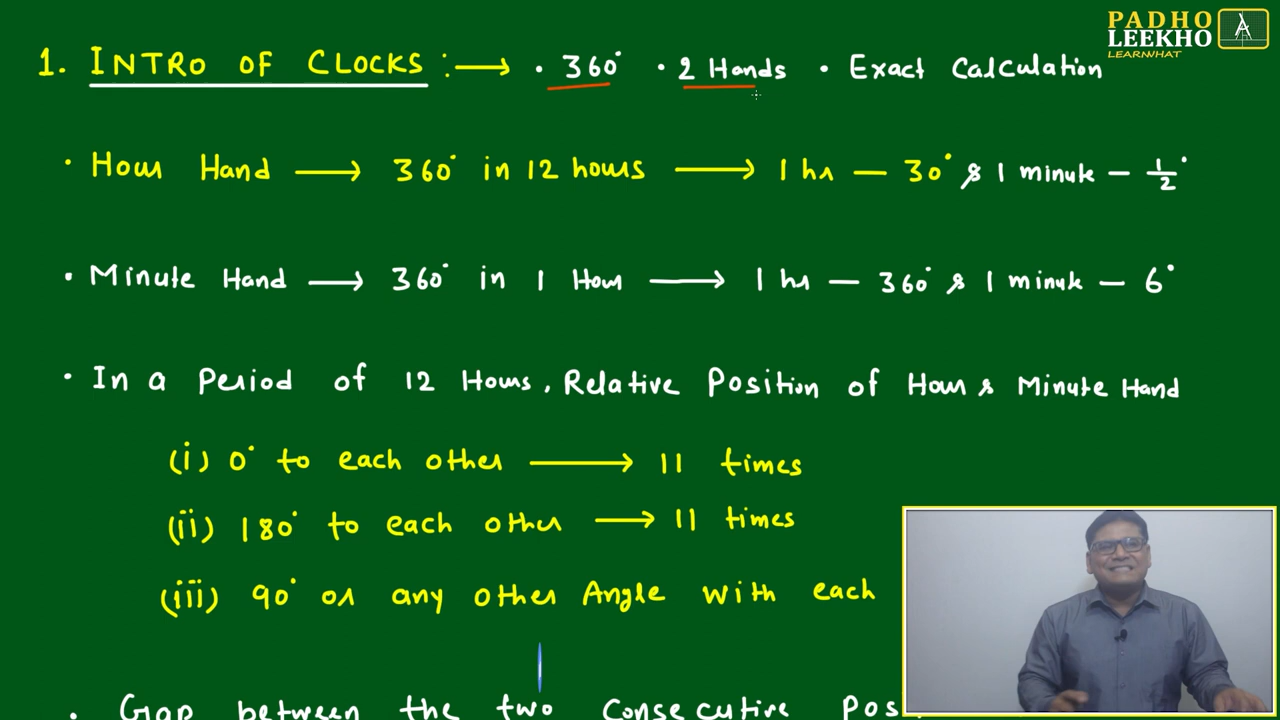 PADHO
LEEKHO
LEARNWHAT
1. INTRO OF CLOCKS :⟶ • 360° • 2 Hands • Exact Calculation
• Hour Hand ⟶ 360° in 12 hours ⟶ 1 hr — 30° & 1 minute — 1/2°
• Minute Hand ⟶ 360° in 1 Hour ⟶ 1 hr — 360° & 1 minute — 6°
• In a Period of 12 Hours, Relative Position of Hour & Minute Hand
(i) 0° to each other ⟶ 11 times
(ii) 180° to each other ⟶ 11 times
(iii) 90° or any other Angle with each
• Gap between the two consecutive Pos